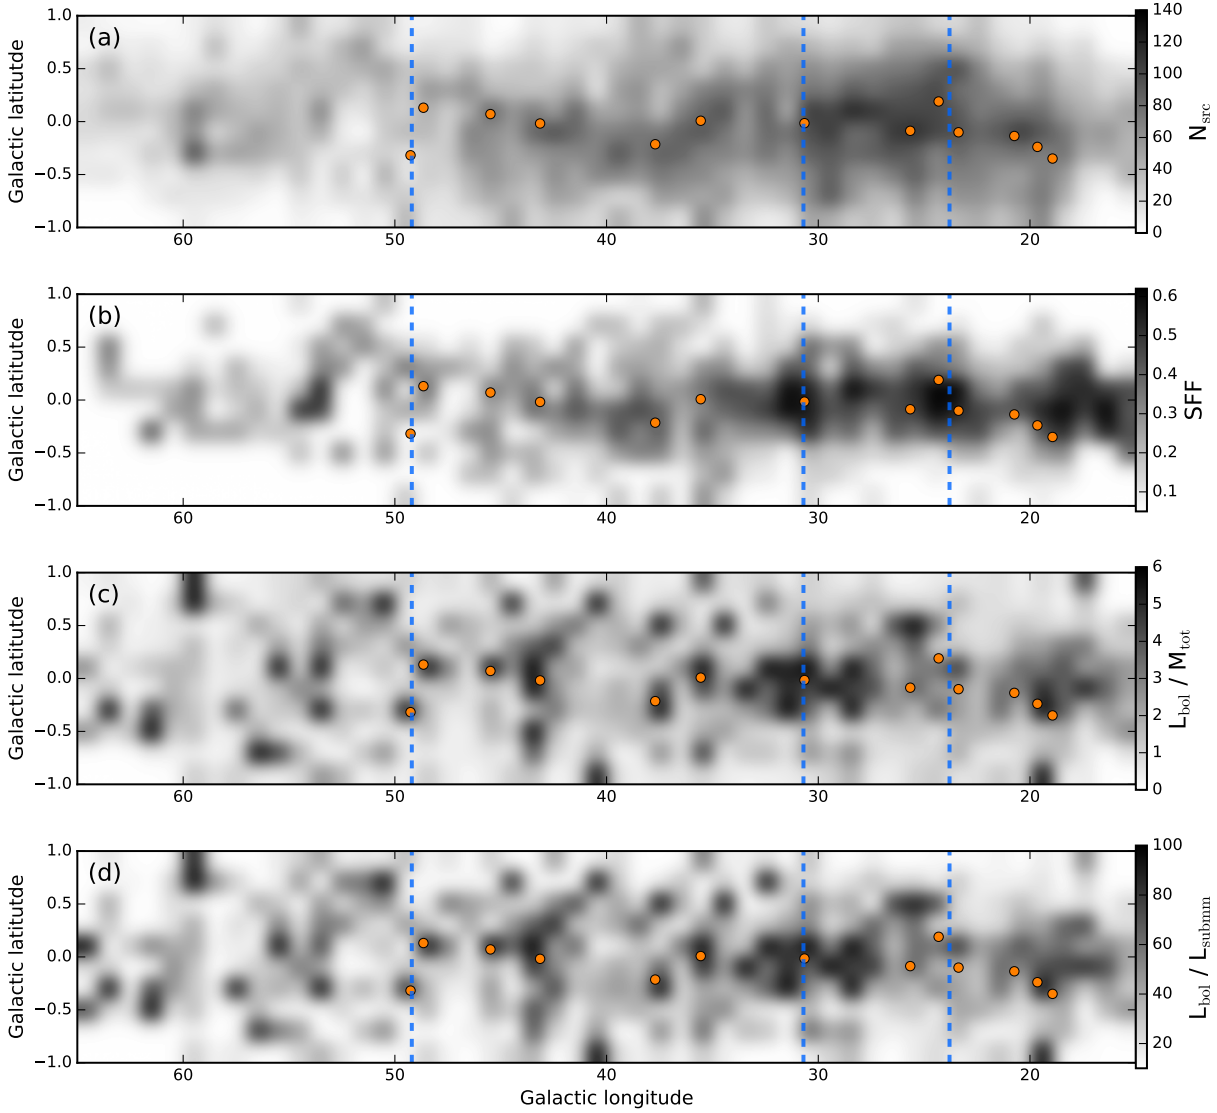 (a)
Galactic latitutde
1.0
0.5
0.0
−0.5
−1.0
60 50 40 30 20
140
120
100
80
60
40
20
0
N_src
(b)
Galactic latitutde
1.0
0.5
0.0
−0.5
−1.0
60 50 40 30 20
0.6
0.5
0.4
0.3
0.2
0.1
SFF
(c)
Galactic latitutde
1.0
0.5
0.0
−0.5
−1.0
60 50 40 30 20
6
5
4
3
2
1
0
L_bol / M_tot
(d)
Galactic latitutde
1.0
0.5
0.0
−0.5
−1.0
60 50 40 30 20
100
80
60
40
20
L_bol / L_submm
Galactic longitude